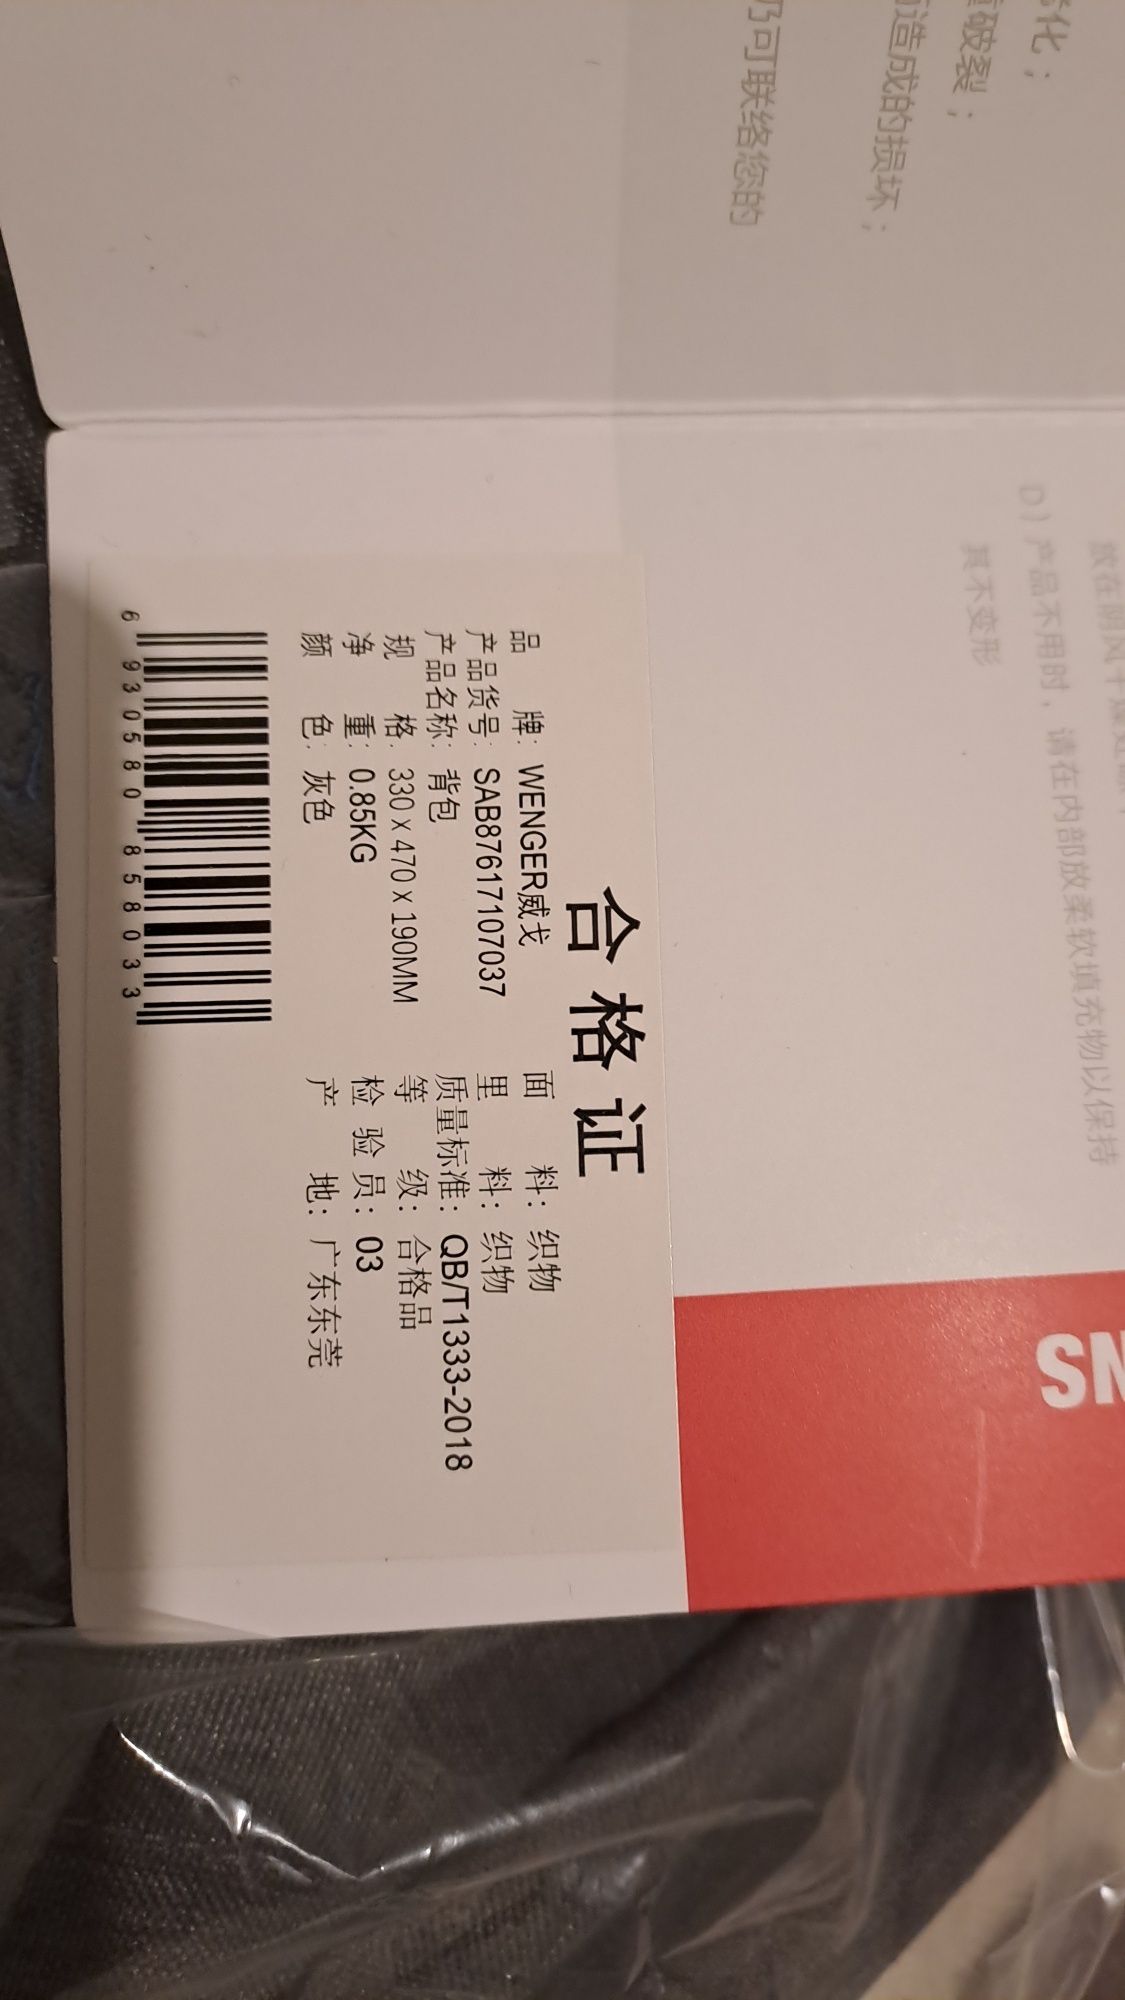 化；
破裂；
造成的损坏；
可联络您的
D）产品不用时，请在内部放柔软填充物以保持
其不变形
合格证
品牌：WENGER威戈
产品货号：SAB8761710703​7
产品名称：背包
规格：330 x 470 x 190MM
净重：0.85KG
颜色：灰色
面料：织物
里料：织物
质量标准：QB/T1333-2018
等级：合格品
检验员：03
产地：广东东莞
6 930580 858033